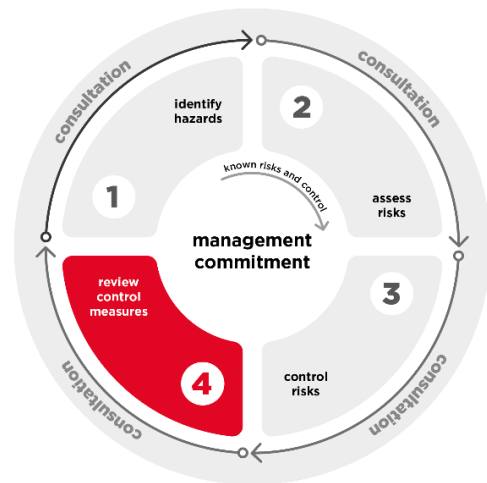 consultation
consultation
identify
hazards
2
known risks and control
1
assess
risks
management
commitment
review
control
measures
3
4
control
risks
consultation
consultation